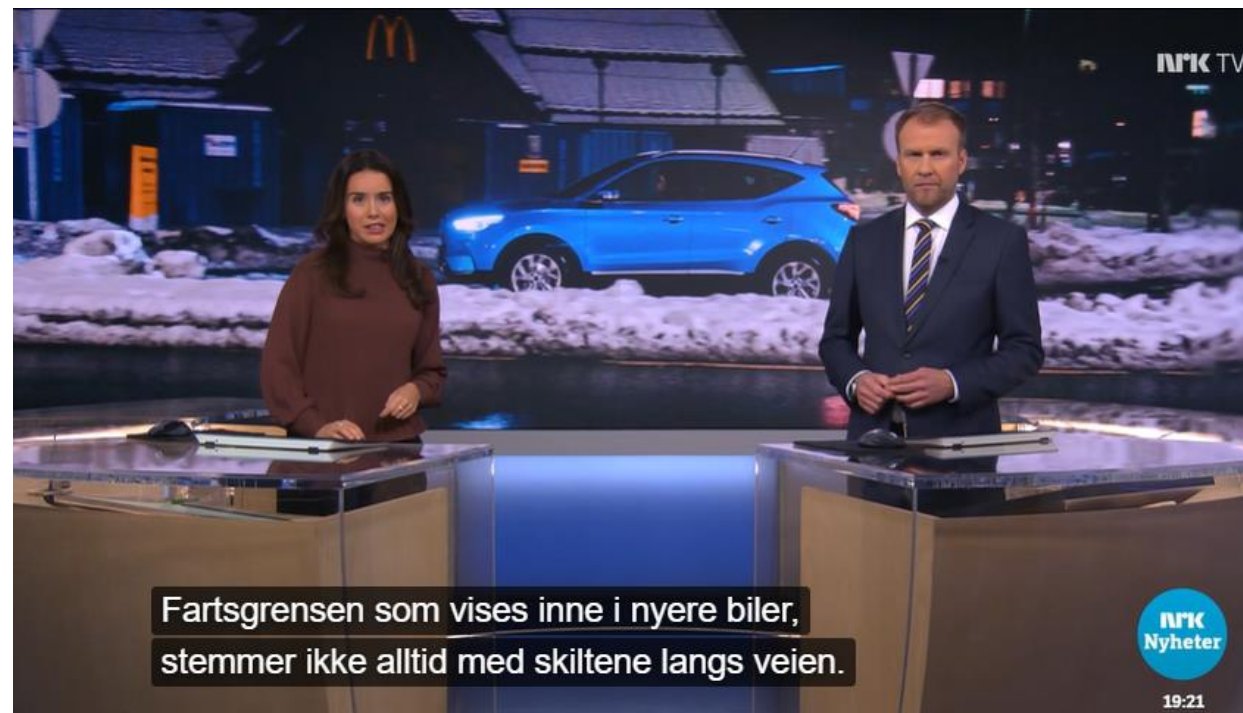 nrk TV
Fartsgrensen som vises inne i nyere biler,
stemmer ikke alltid med skiltene langs veien.
nrk
Nyheter
19:21